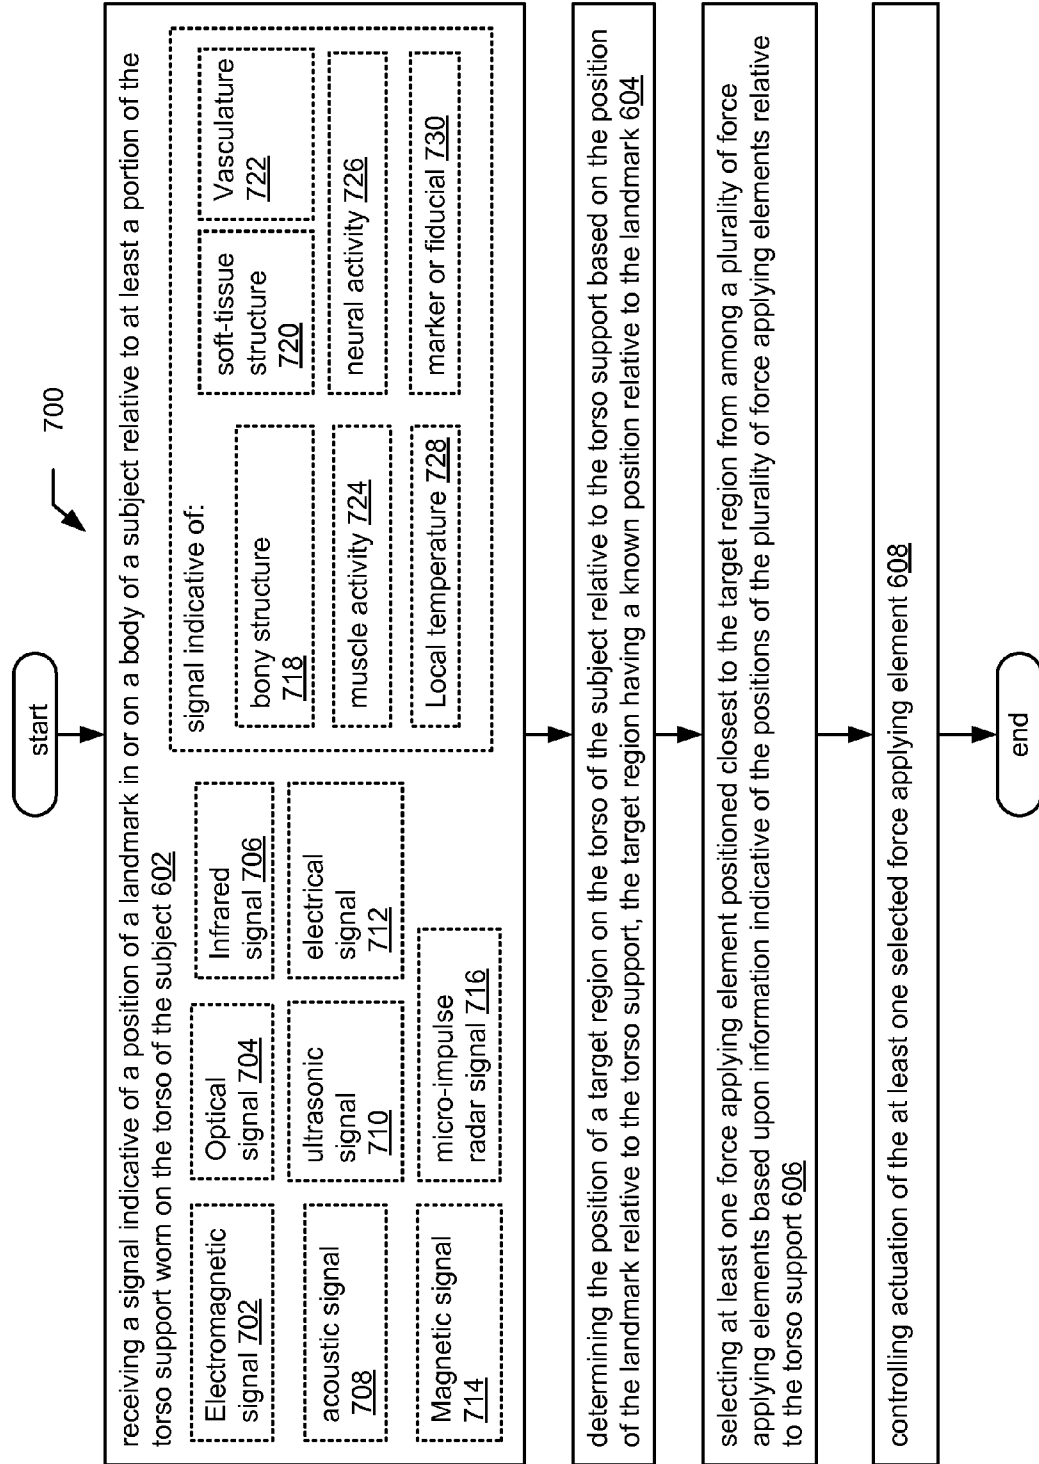 700
start
receiving a signal indicative of a position of a landmark in or on a body of a subject relative to at least a portion of the
torso support worn on the torso of the subject 602
Electromagnetic
signal 702
Optical
signal 704
Infrared
signal 706
acoustic signal
708
ultrasonic
signal
710
electrical
signal
712
Magnetic signal
714
micro-impulse
radar signal 716
signal indicative of:
bony structure
718
soft-tissue
structure
720
Vasculature
722
muscle activity 724
neural activity 726
Local temperature 728
marker or fiducial 730
determining the position of a target region on the torso of the subject relative to the torso support based on the position
of the landmark relative to the torso support, the target region having a known position relative to the landmark 604
selecting at least one force applying element positioned closest to the target region from among a plurality of force
applying elements based upon information indicative of the positions of the plurality of force applying elements relative
to the torso support 606
controlling actuation of the at least one selected force applying element 608
end